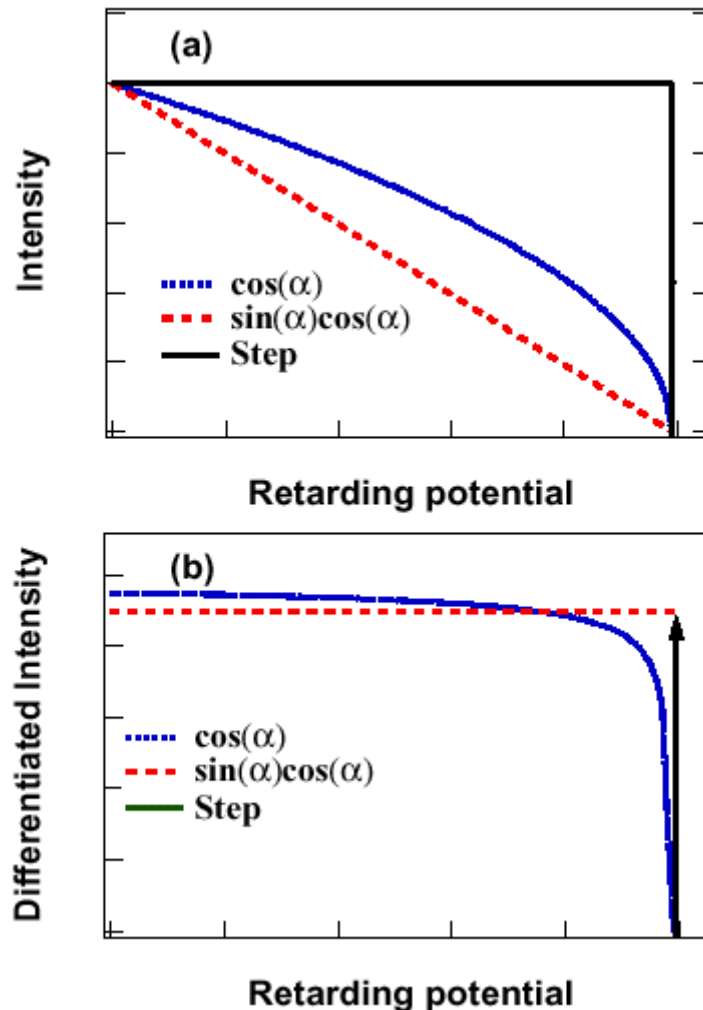 (a)
Intensity
cos(α)
sin(α)cos(α)
Step
Retarding potential
(b)
Differentiated Intensity
cos(α)
sin(α)cos(α)
Step
Retarding potential